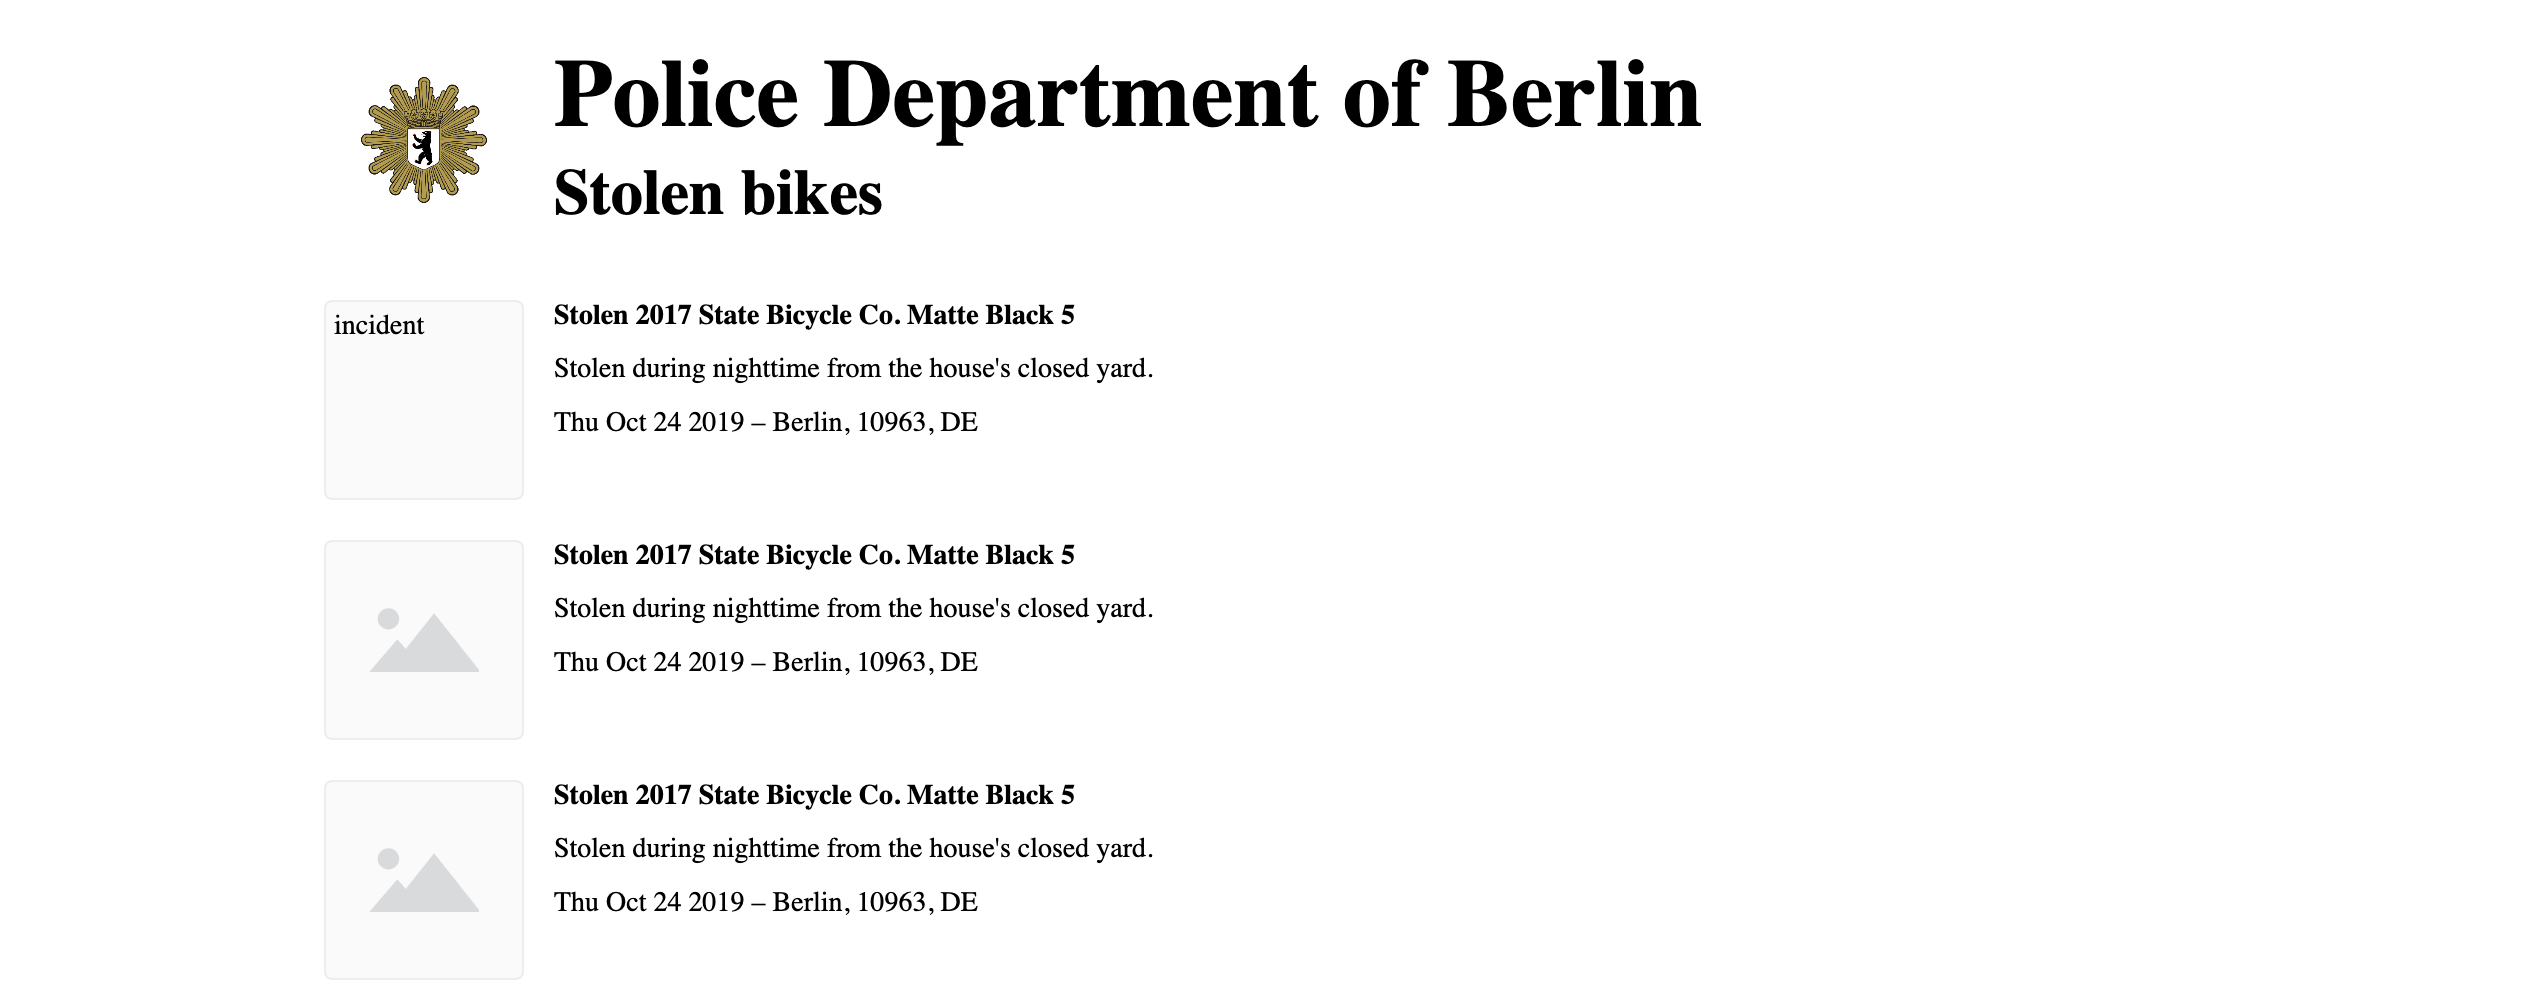 Police Department of Berlin
Stolen bikes
incident
Stolen 2017 State Bicycle Co. Matte Black 5
Stolen during nighttime from the house's closed yard.
Thu Oct 24 2019 – Berlin, 10963, DE
Stolen 2017 State Bicycle Co. Matte Black 5
Stolen during nighttime from the house's closed yard.
Thu Oct 24 2019 – Berlin, 10963, DE
Stolen 2017 State Bicycle Co. Matte Black 5
Stolen during nighttime from the house's closed yard.
Thu Oct 24 2019 – Berlin, 10963, DE